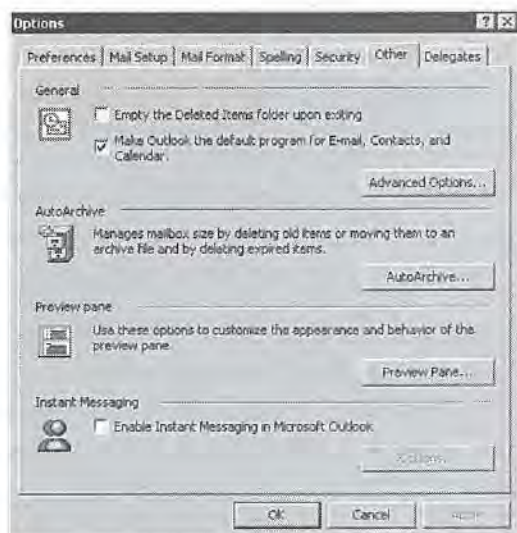 Options
Preferences Mail Setup Mail Format Spelling Security Other Delegates
General
Empty the Deleted Items folder upon exiting
Make Outlook the default program for E-mail, Contacts, and
Calendar.
Advanced Options...
AutoArchive
Manages mailbox size by deleting old items or moving them to an
archive file and by deleting expired items.
AutoArchive...
Preview pane
Use these options to customize the appearance and behavior of the
preview pane.
Preview Pane...
Instant Messaging
Enable Instant Messaging in Microsoft Outlook
Options...
OK Cancel Apply